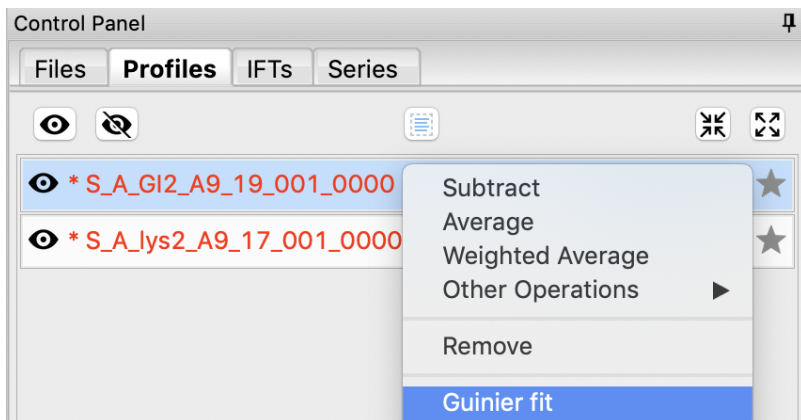 Control Panel
Files Profiles IFTs Series
* S_A_GI2_A9_19_001_0000
* S_A_lys2_A9_17_001_0000
Subtract
Average
Weighted Average
Other Operations ▶
Remove
Guinier fit